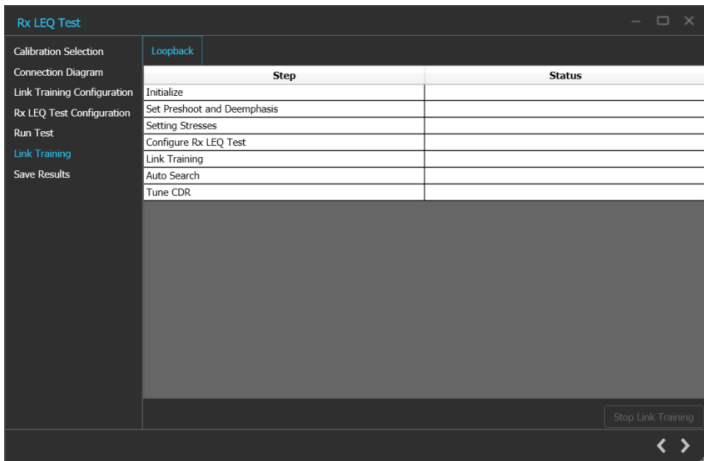 Rx LEQ Test
Calibration Selection
Connection Diagram
Link Training Configuration
Rx LEQ Test Configuration
Run Test
Link Training
Save Results
Loopback
Step Status
Initialize
Set Preshoot and Deemphasis
Setting Stresses
Configure Rx LEQ Test
Link Training
Auto Search
Tune CDR
Stop Link Training